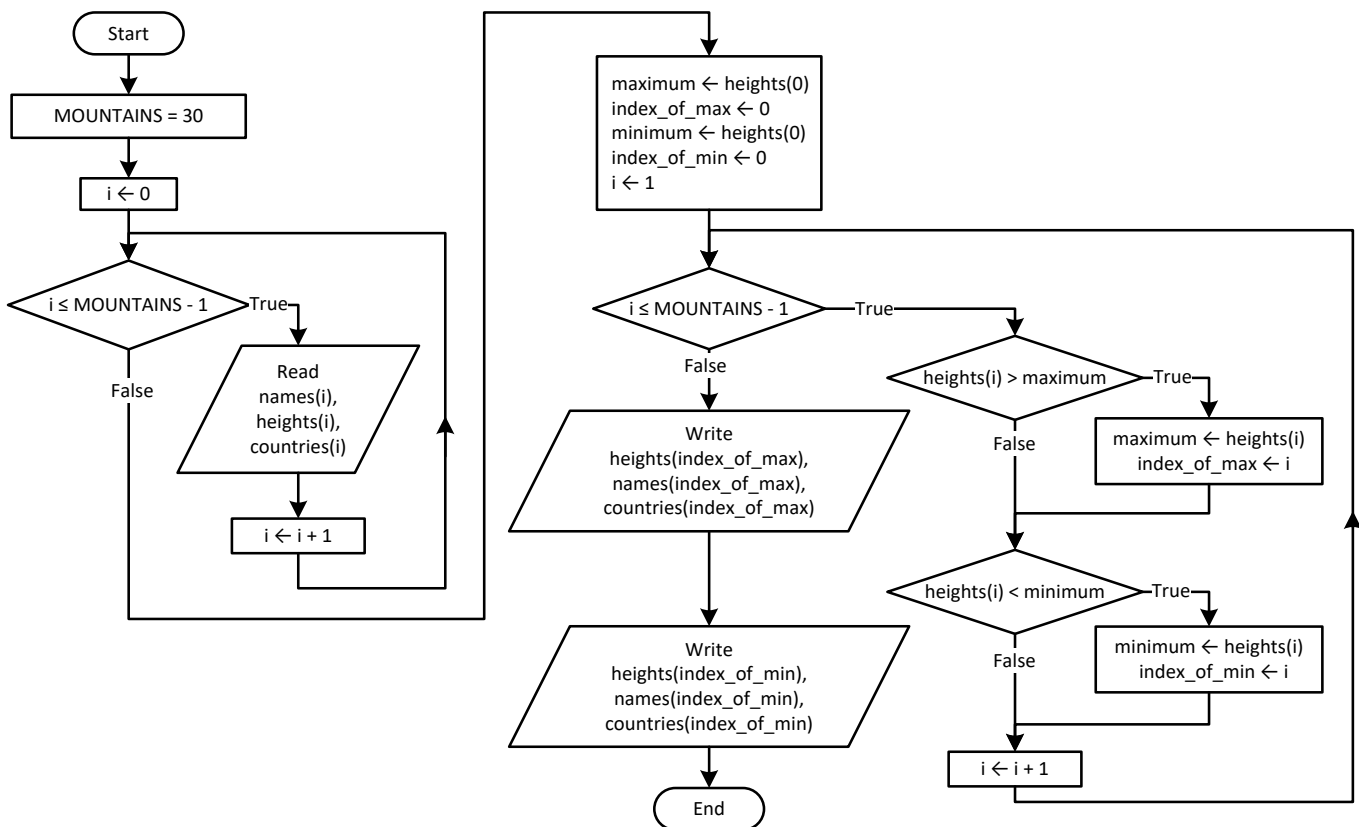 Start
MOUNTAINS = 30
i ← 0
i ≤ MOUNTAINS - 1
True
False
Read
names(i),
heights(i),
countries(i)
i ← i + 1
maximum ← heights(0)
index_of_max ← 0
minimum ← heights(0)
index_of_min ← 0
i ← 1
i ≤ MOUNTAINS - 1
True
False
heights(i) > maximum
True
False
maximum ← heights(i)
index_of_max ← i
heights(i) < minimum
True
False
minimum ← heights(i)
index_of_min ← i
i ← i + 1
Write
heights(index_of_max),
names(index_of_max),
countries(index_of_max)
Write
heights(index_of_min),
names(index_of_min),
countries(index_of_min)
End